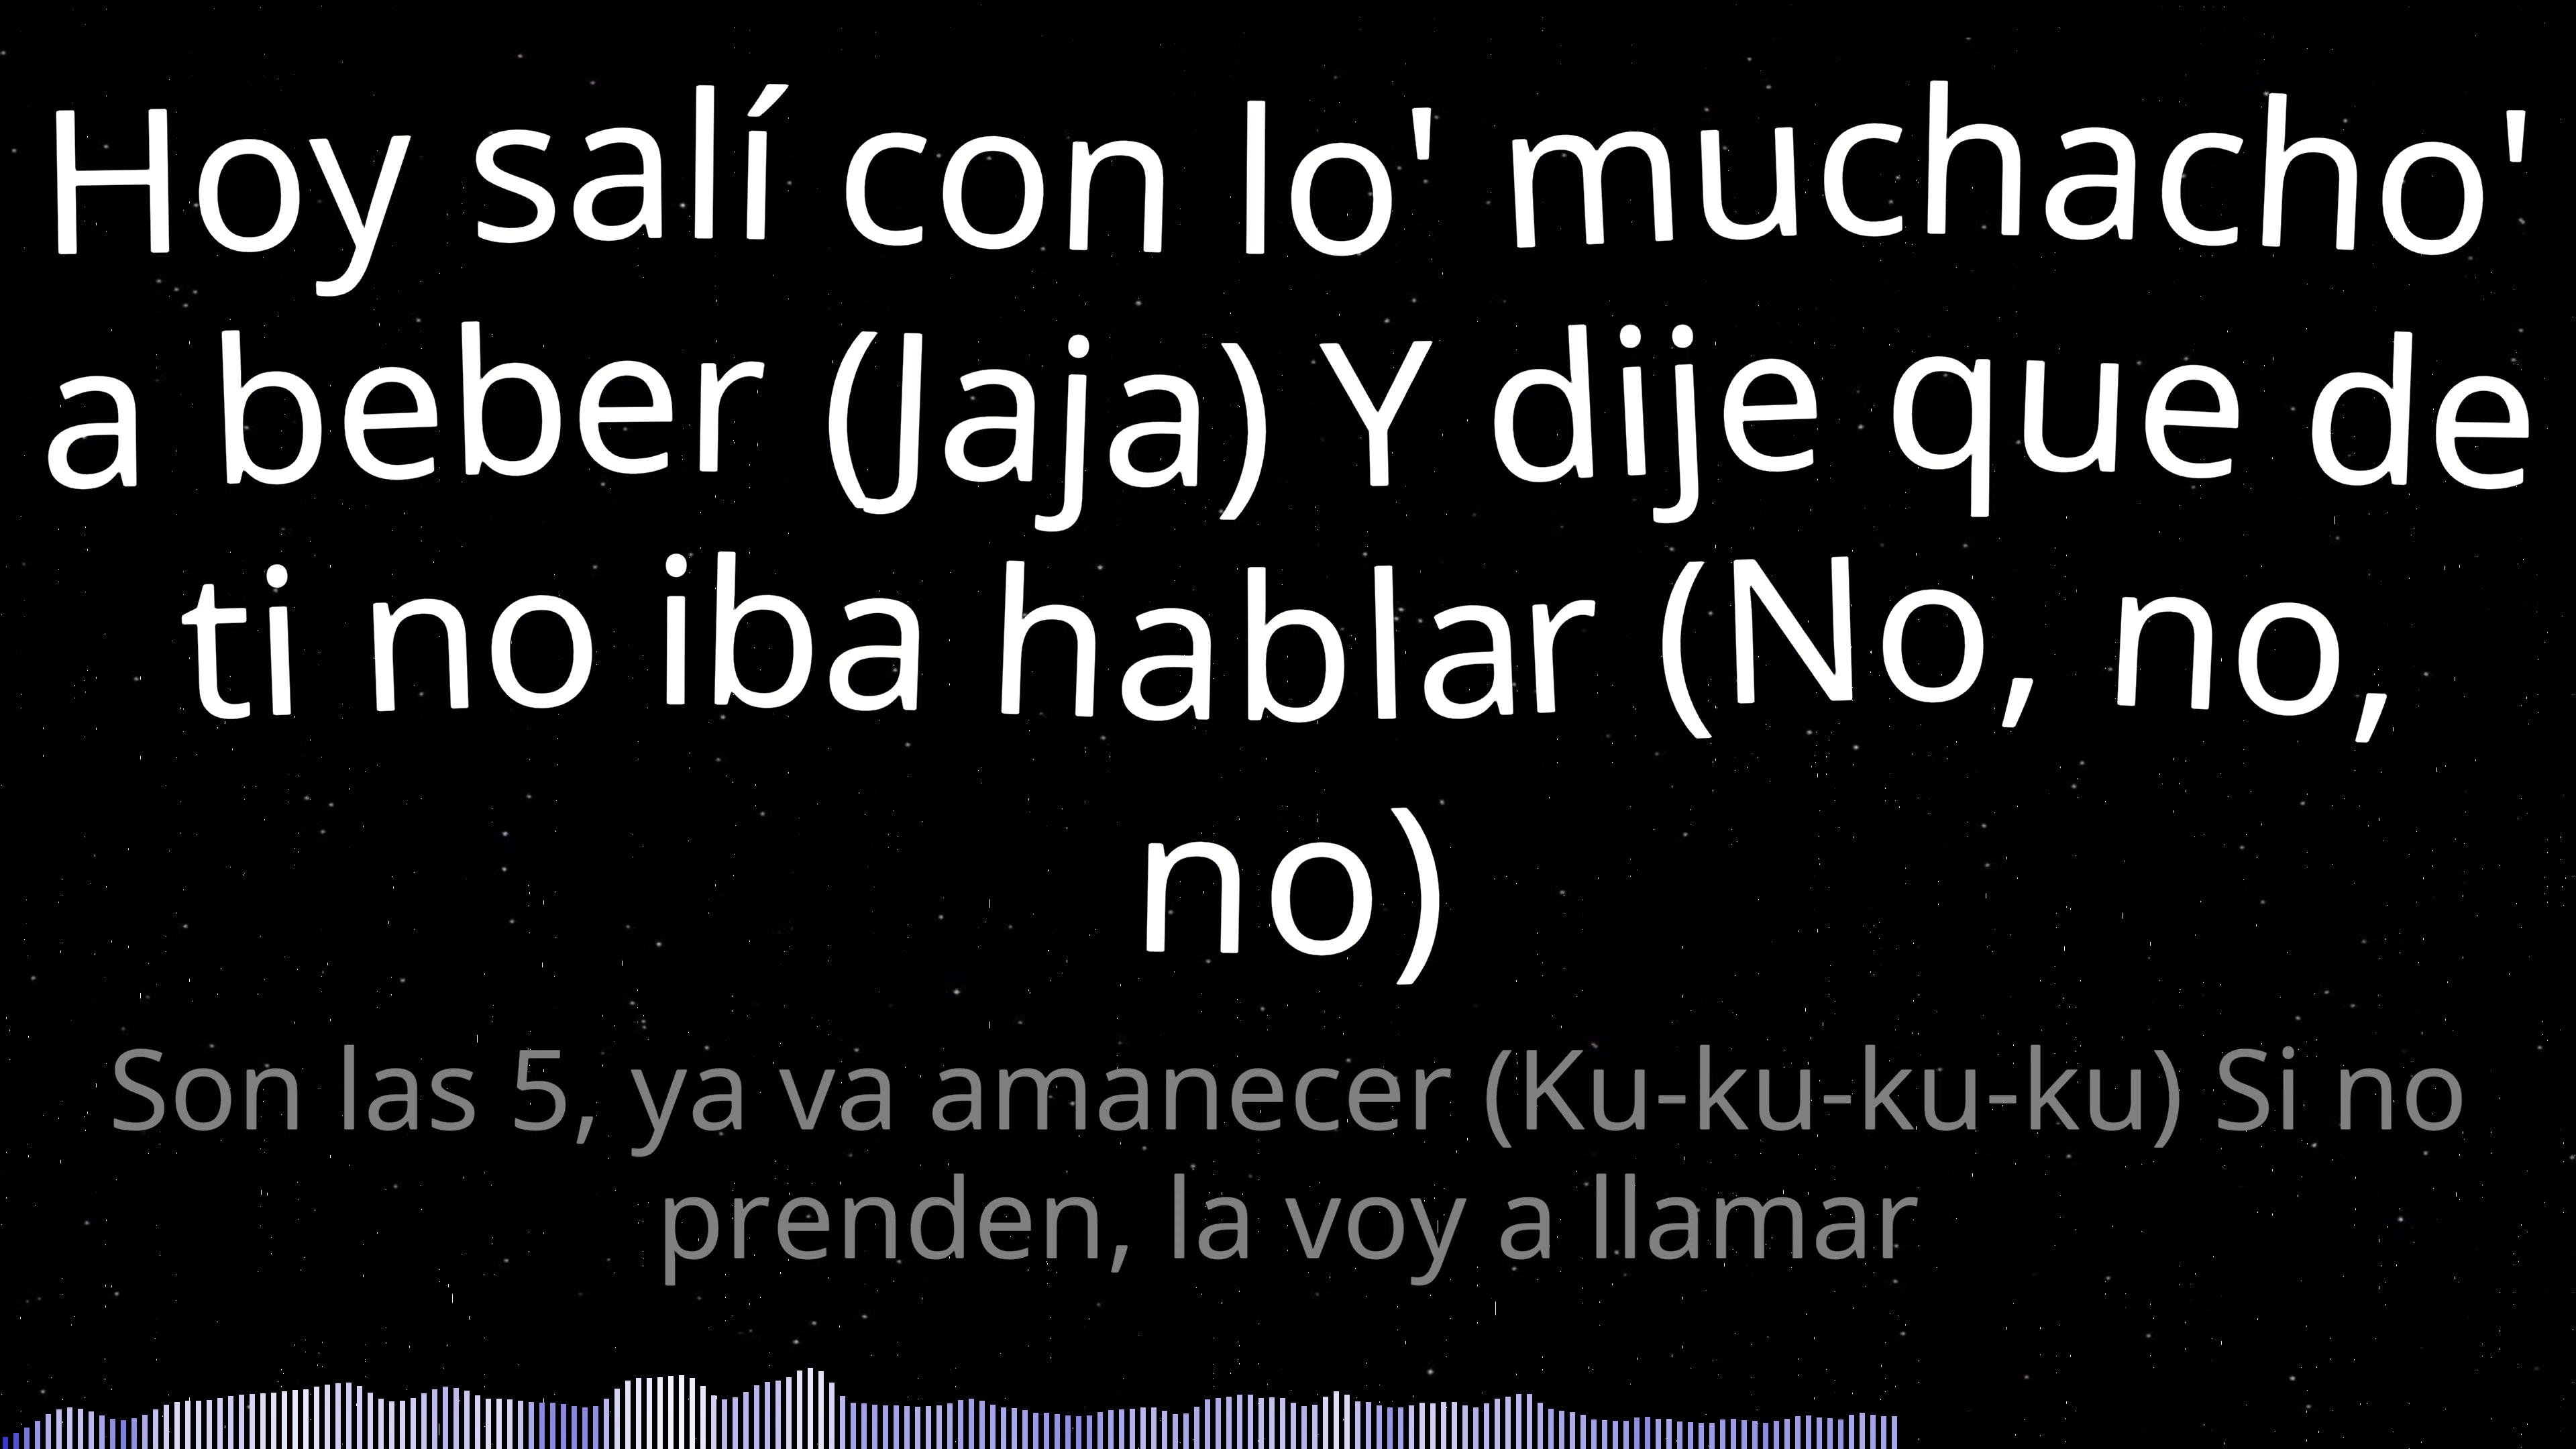 Hoy salí con lo' muchacho'
a beber (Jaja) Y dije que de
ti no iba hablar (No, no,
no)
Son las 5, ya va amanecer (Ku-ku-ku-ku) Si no
prenden, la voy a llamar